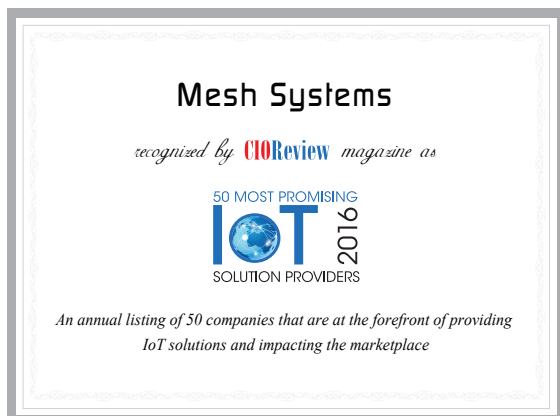 Mesh Systems
recognized by CIOReview magazine as
50 MOST PROMISING
IoT 2016
SOLUTION PROVIDERS
An annual listing of 50 companies that are at the forefront of providing
IoT solutions and impacting the marketplace